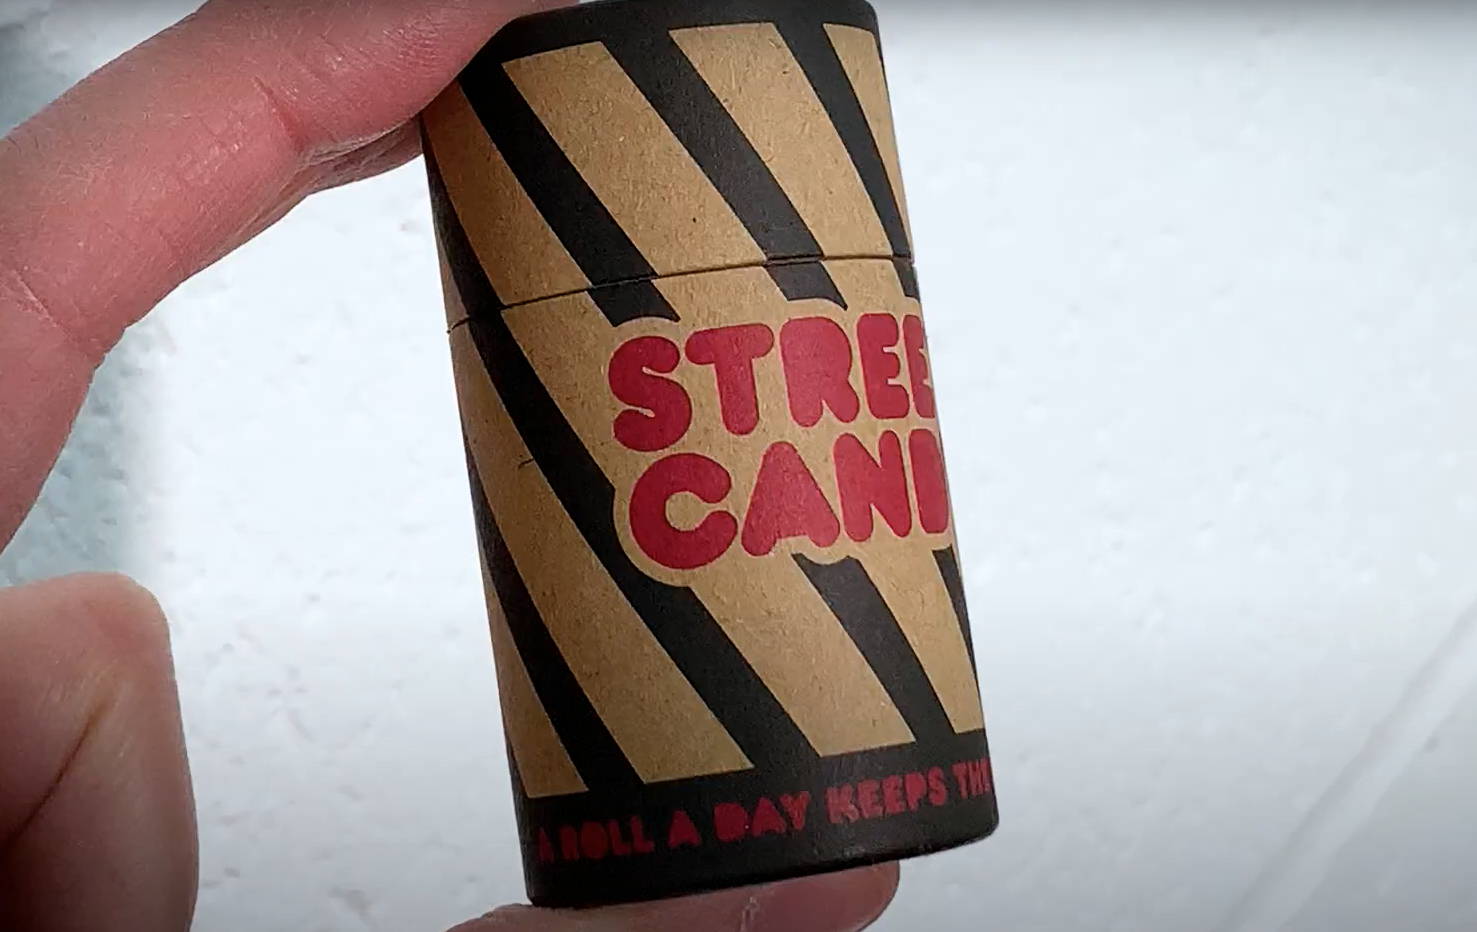 STREE
CAND
A ROLL A DAY KEEPS THE